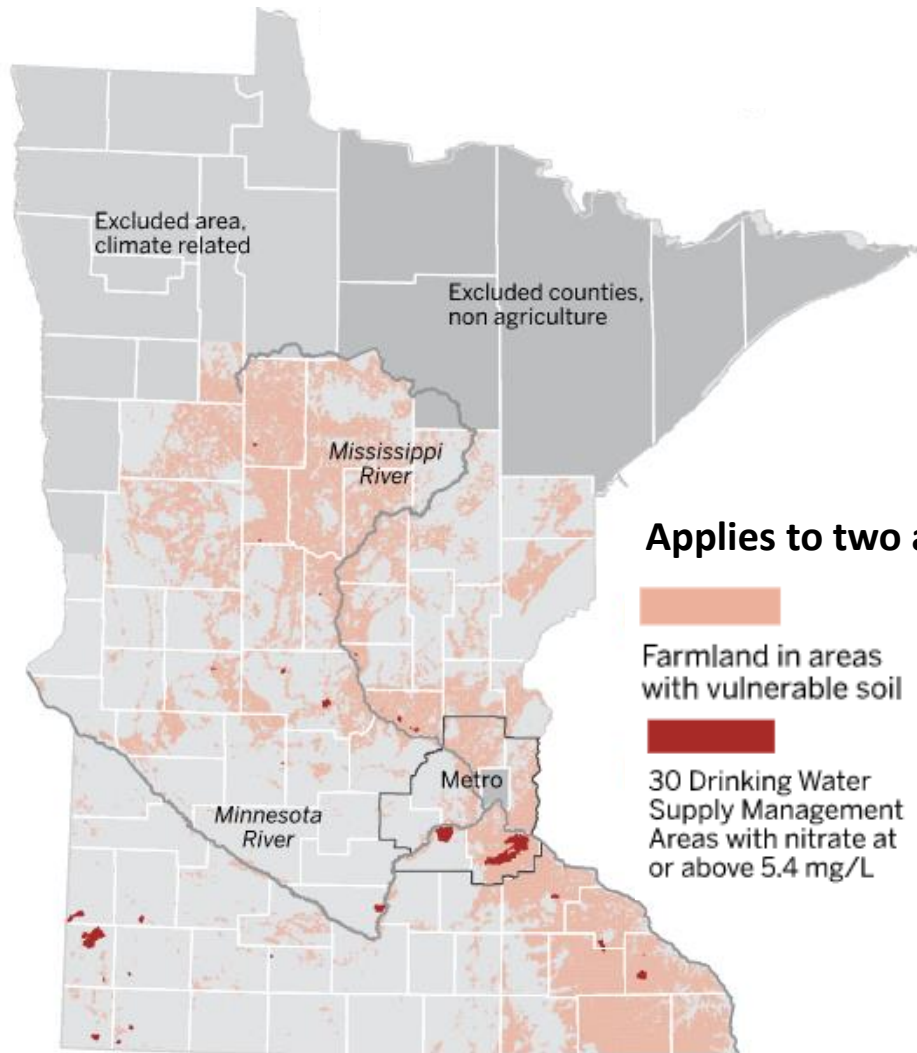 Excluded area,
climate related
Excluded counties,
non agriculture
Mississippi
River
Applies to two a
Farmland in areas
with vulnerable soil
Metro
30 Drinking Water
Supply Management
Areas with nitrate at
or above 5.4 mg/L
Minnesota
River